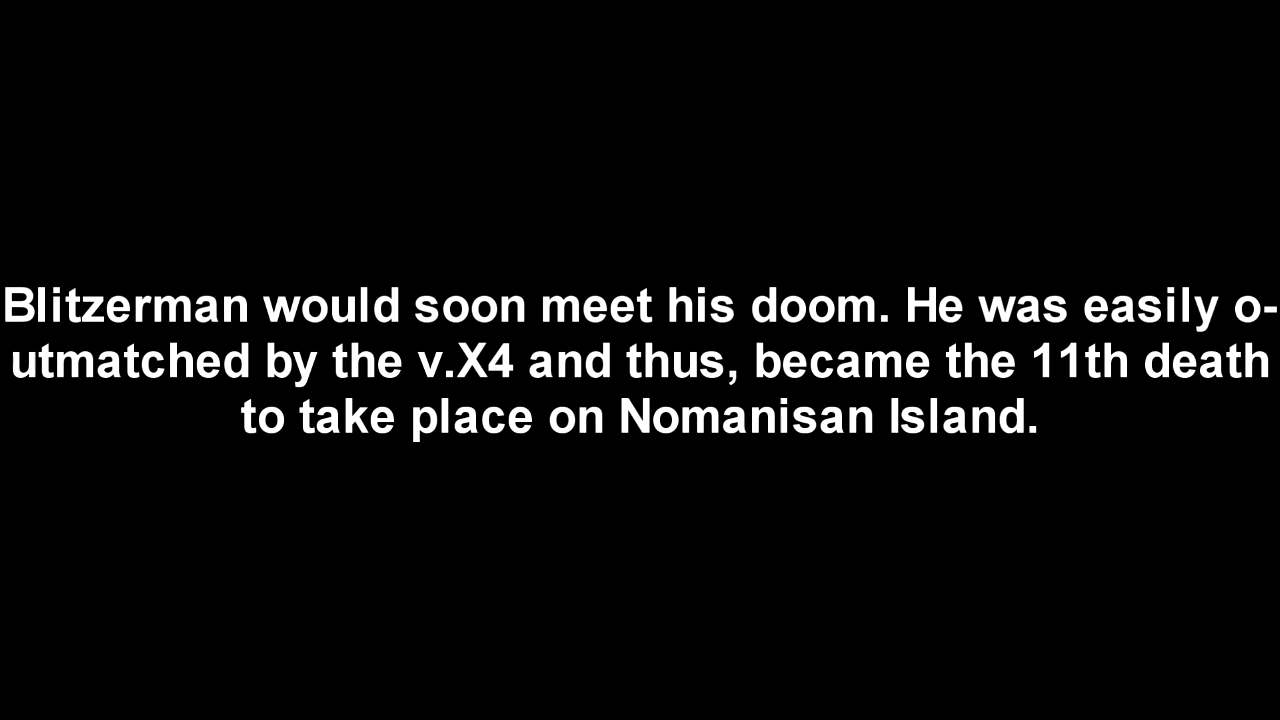 Blitzerman would soon meet his doom. He was easily o-
utmatched by the v.X4 and thus, became the 11th death
to take place on Nomanisan Island.